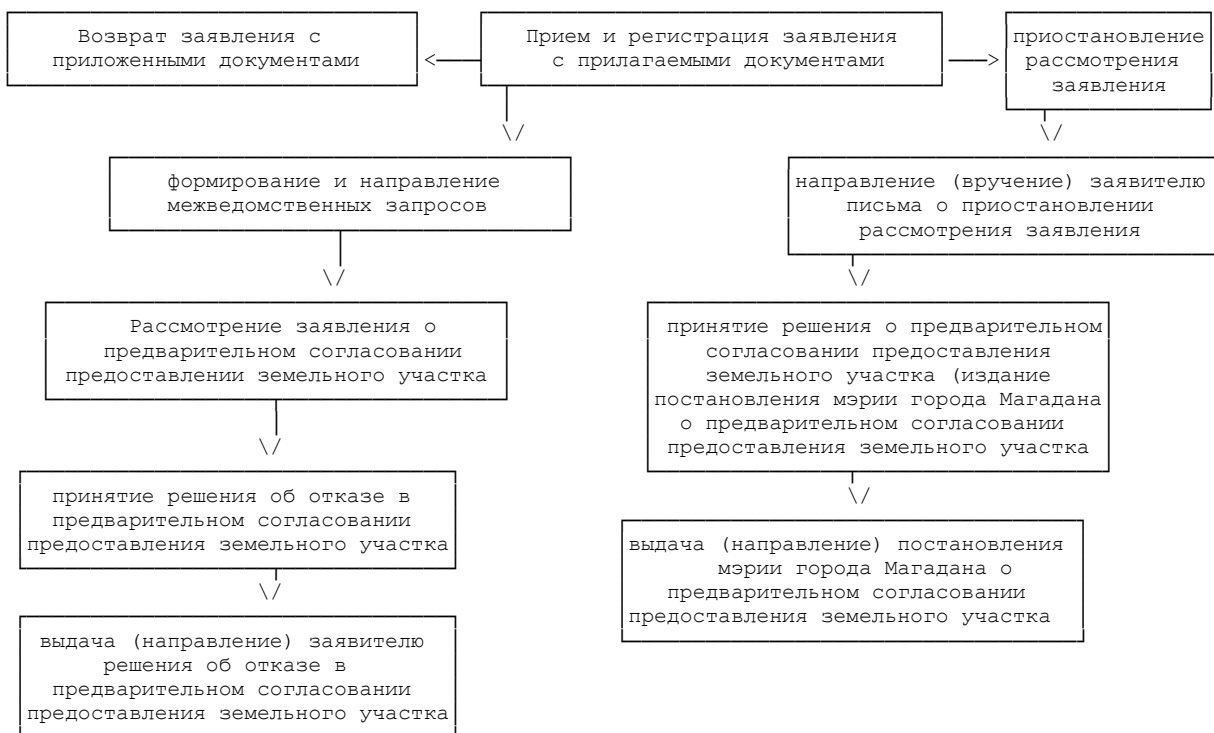 Возврат заявления с
приложенными документами
Прием и регистрация заявления
с прилагаемыми документами
приостановление
рассмотрения
заявления
формирование и направление
межведомственных запросов
направление (вручение) заявителю
письма о приостановлении
рассмотрения заявления
Рассмотрение заявления о
предварительном согласовании
предоставлении земельного участка
принятие решения о предварительном
согласовании предоставления
земельного участка (издание
постановления мэрии города Магадана
о предварительном согласовании
предоставления земельного участка
принятие решения об отказе в
предварительном согласовании
предоставления земельного участка
выдача (направление) постановления
мэрии города Магадана о
предварительном согласовании
предоставления земельного участка
выдача (направление) заявителю
решения об отказе в
предварительном согласовании
предоставления земельного участка